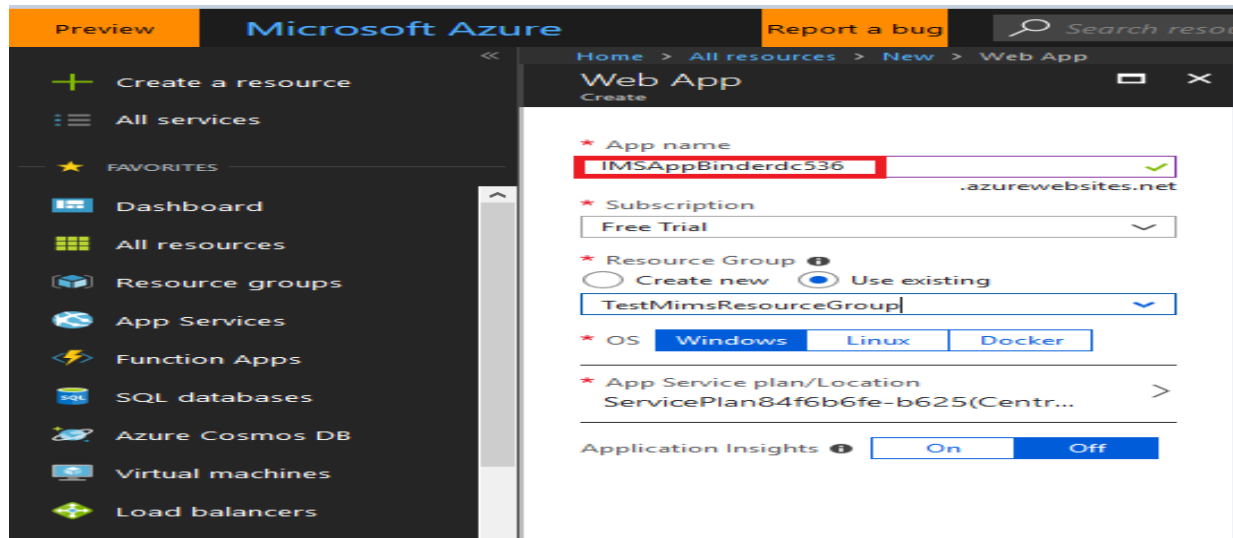 Preview
Microsoft Azure
Report a bug
Search resou
«
Home > All resources > New > Web App
Create a resource
All services
FAVORITES
Dashboard
All resources
Resource groups
App Services
Function Apps
SQL databases
Azure Cosmos DB
Virtual machines
Load balancers
Web App
Create
* App name
IMSAppBinderdc536
.azurewebsites.net
* Subscription
Free Trial
* Resource Group
Create new Use existing
TestMimsResourceGroup
* OS Windows Linux Docker
* App Service plan/Location
ServicePlan84f6b6fe-b625(Centr...
Application Insights On Off